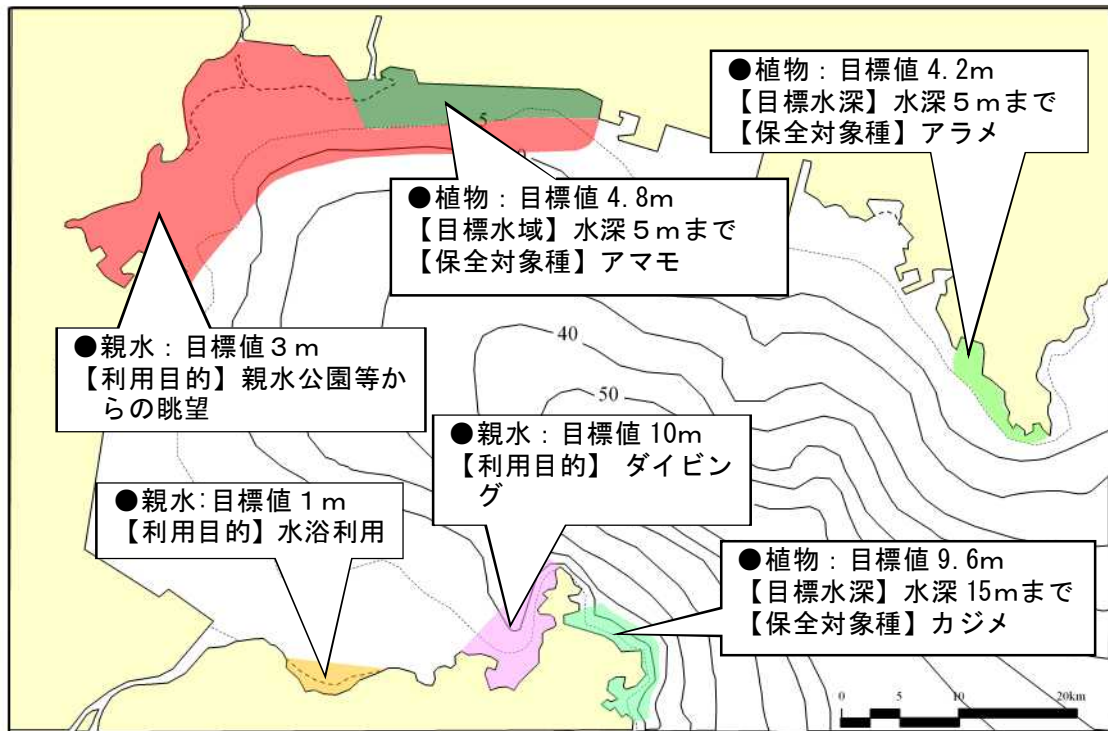 ●植物：目標値 4.2m
【目標水深】水深５ｍまで
【保全対象種】アラメ
5
●植物：目標値 4.8m
【目標水域】水深５ｍまで
【保全対象種】アマモ
●親水：目標値３ｍ
【利用目的】親水公園等か
らの眺望
40
50
●親水：目標値 10m
【利用目的】 ダイビン
グ
●親水：目標値１ｍ
【利用目的】水浴利用
●植物：目標値 9.6m
【目標水深】水深 15ｍまで
【保全対象種】カジメ
0 5 10 20km